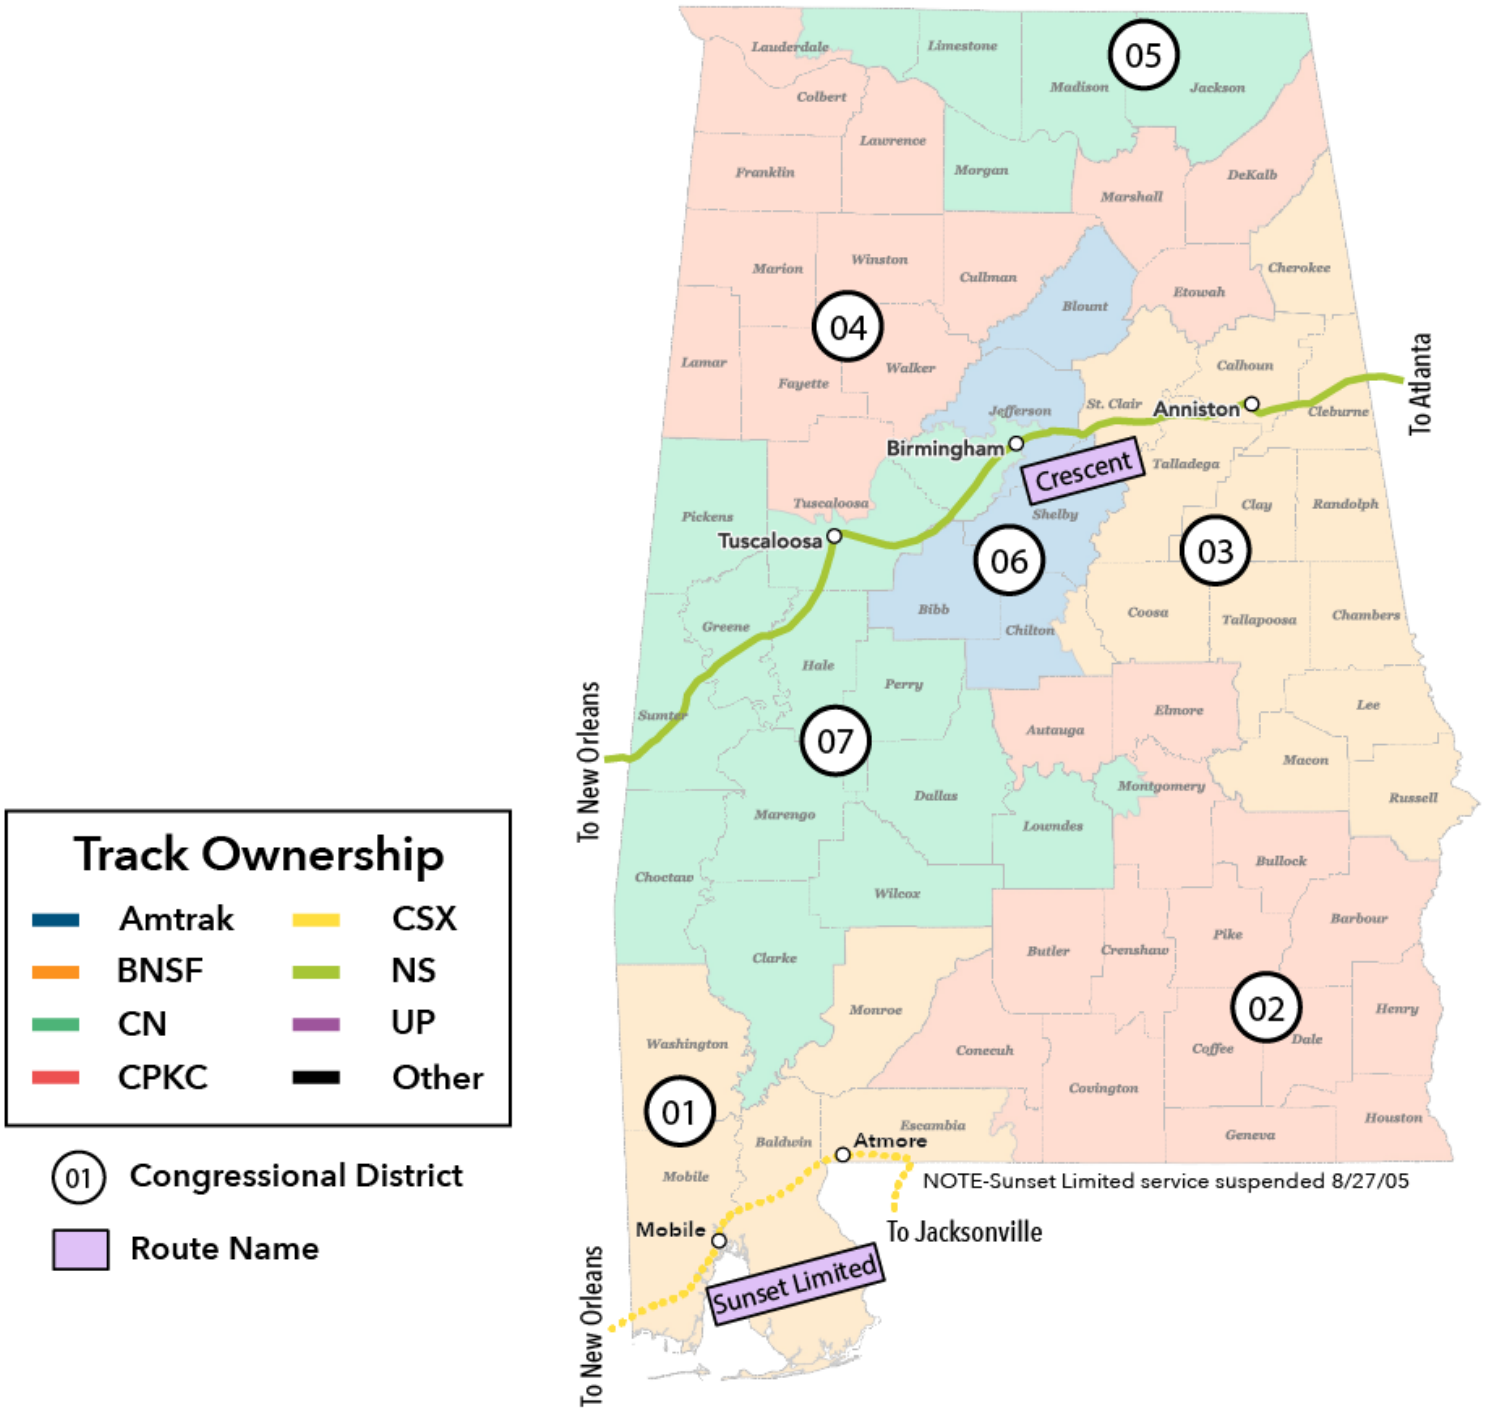 Lauderdale
Limestone
05
Madison
Jackson
Colbert
Lawrence
Franklin
Morgan
Marshall
DeKalb
Marion
Winston
Cullman
Cherokee
Blount
Etowah
04
Lamar
Fayette
Walker
Calhoun
Jefferson
St. Clair
Anniston
Cleburne
To Atlanta
Birmingham
Crescent
Talladega
Tuscaloosa
Pickens
Shelby
Clay
Randolph
Tuscaloosa
06
03
Greene
Bibb
Chilton
Coosa
Tallapoosa
Chambers
Hale
Perry
Sumter
To New Orleans
07
Autauga
Elmore
Lee
Macon
Montgomery
Russell
Dallas
Marengo
Lowndes
Bullock
Choctaw
Wilcox
Barbour
Pike
Butler
Crenshaw
Clarke
Monroe
02
Henry
Washington
Conecuh
Coffee
Dale
Covington
01
Houston
Geneva
Escambia
Baldwin
Atmore
Mobile
NOTE-Sunset Limited service suspended 8/27/05
To Jacksonville
Mobile
Sunset Limited
To New Orleans
Track Ownership
Amtrak
CSX
BNSF
NS
CN
UP
CPKC
Other
01 Congressional District
Route Name